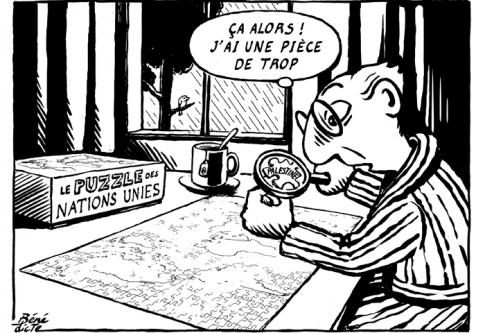 ÇA ALORS !
J'AI UNE PIÈCE
DE TROP
PALESTINE
LE PUZZLE DES
NATIONS UNIES
Béné
dicte